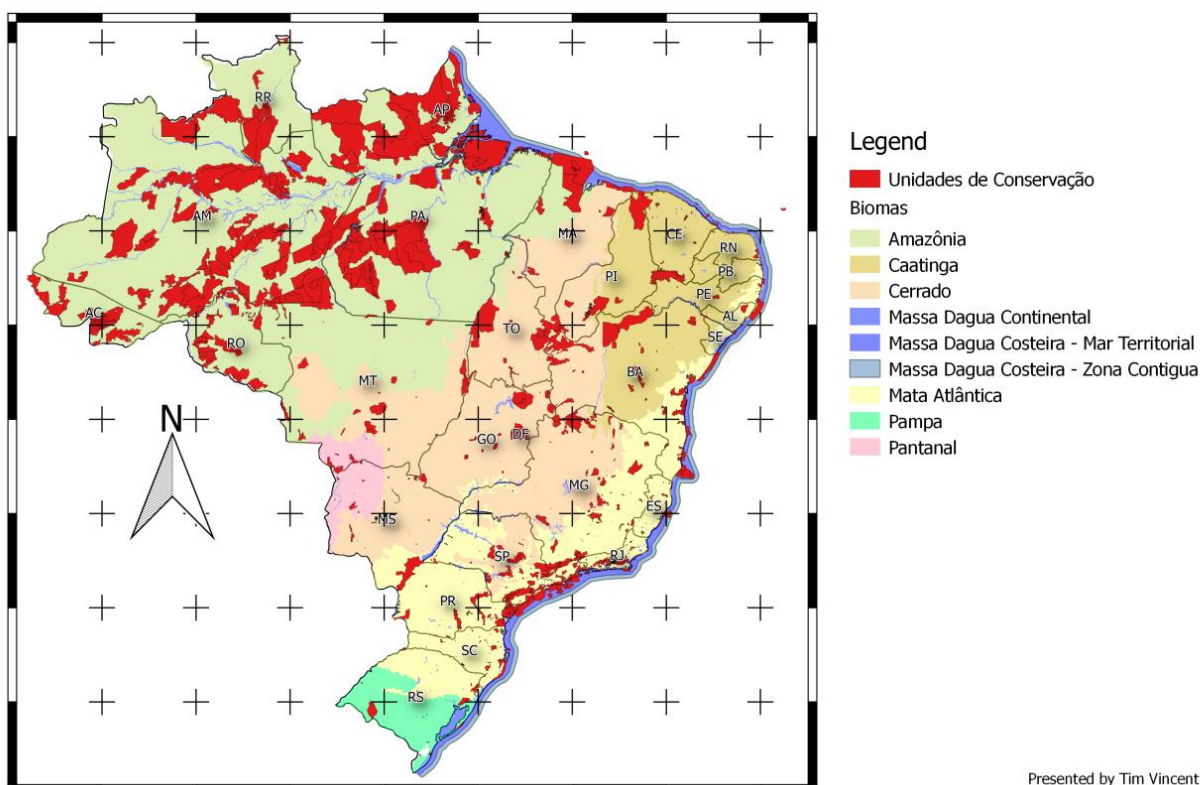 RR
AP
AM
PA
MA
CE
RN
PB
PE
AL
SE
PI
AC
RO
TO
BA
MT
GO
DF
MG
ES
MS
SP
RJ
PR
SC
RS
N
Legend
Unidades de Conservação
Biomas
Amazônia
Caatinga
Cerrado
Massa Dagua Continental
Massa Dagua Costeira - Mar Territorial
Massa Dagua Costeira - Zona Contigua
Mata Atlântica
Pampa
Pantanal
Presented by Tim Vincent